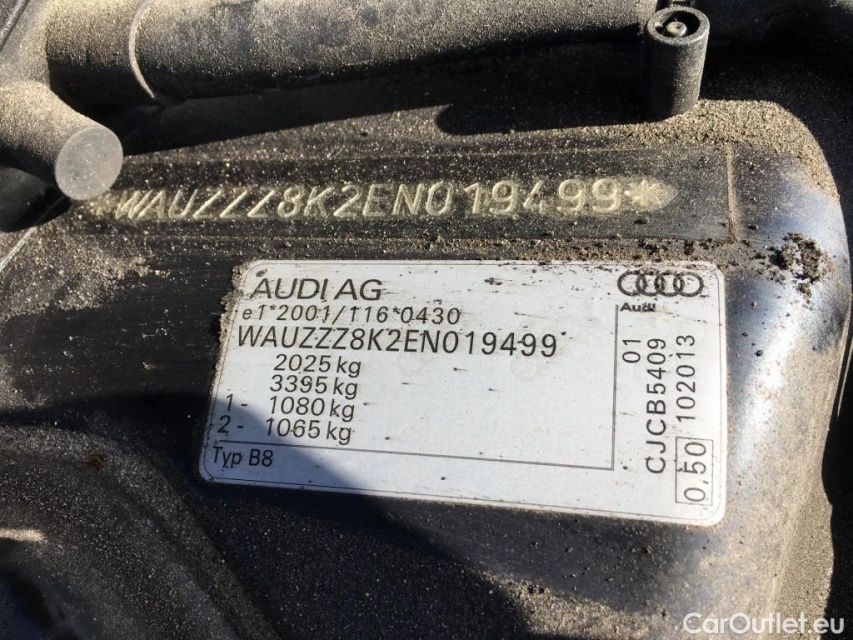 *WAUZZZ8K2EN019499*
AUDI AG
e1*2001/116*0430
WAUZZZ8K2EN019499
2025 kg
3395 kg
1- 1080 kg
2- 1065 kg
Typ B8
Audi
01
CJCB5409
102013
0,50
CarOutlet.eu